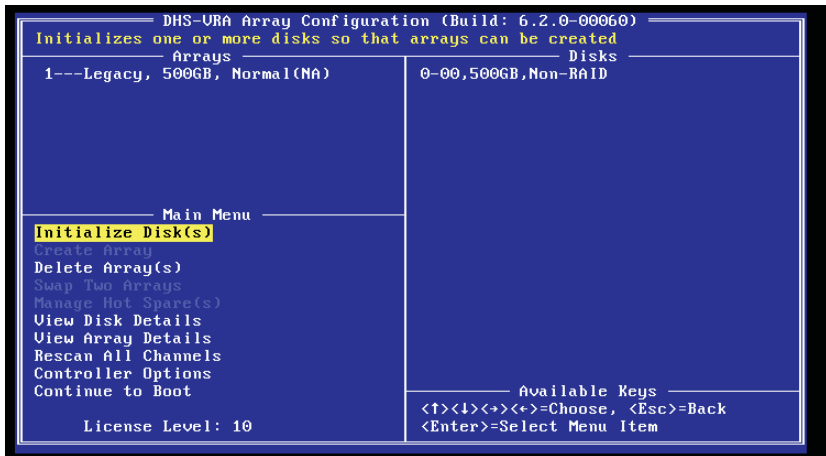 DHS-VRA Array Configuration (Build: 6.2.0-00060)
Initializes one or more disks so that arrays can be created
Arrays
1---Legacy, 500GB, Normal(NA)
Disks
0-00,500GB,Non-RAID
Main Menu
Initialize Disk(s)
Create Array
Delete Array(s)
Swap Two Arrays
Manage Hot Spare(s)
View Disk Details
View Array Details
Rescan All Channels
Controller Options
Continue to Boot
License Level: 10
Available Keys
<↑><↓><→><←>=Choose, <Esc>=Back
<Enter>=Select Menu Item